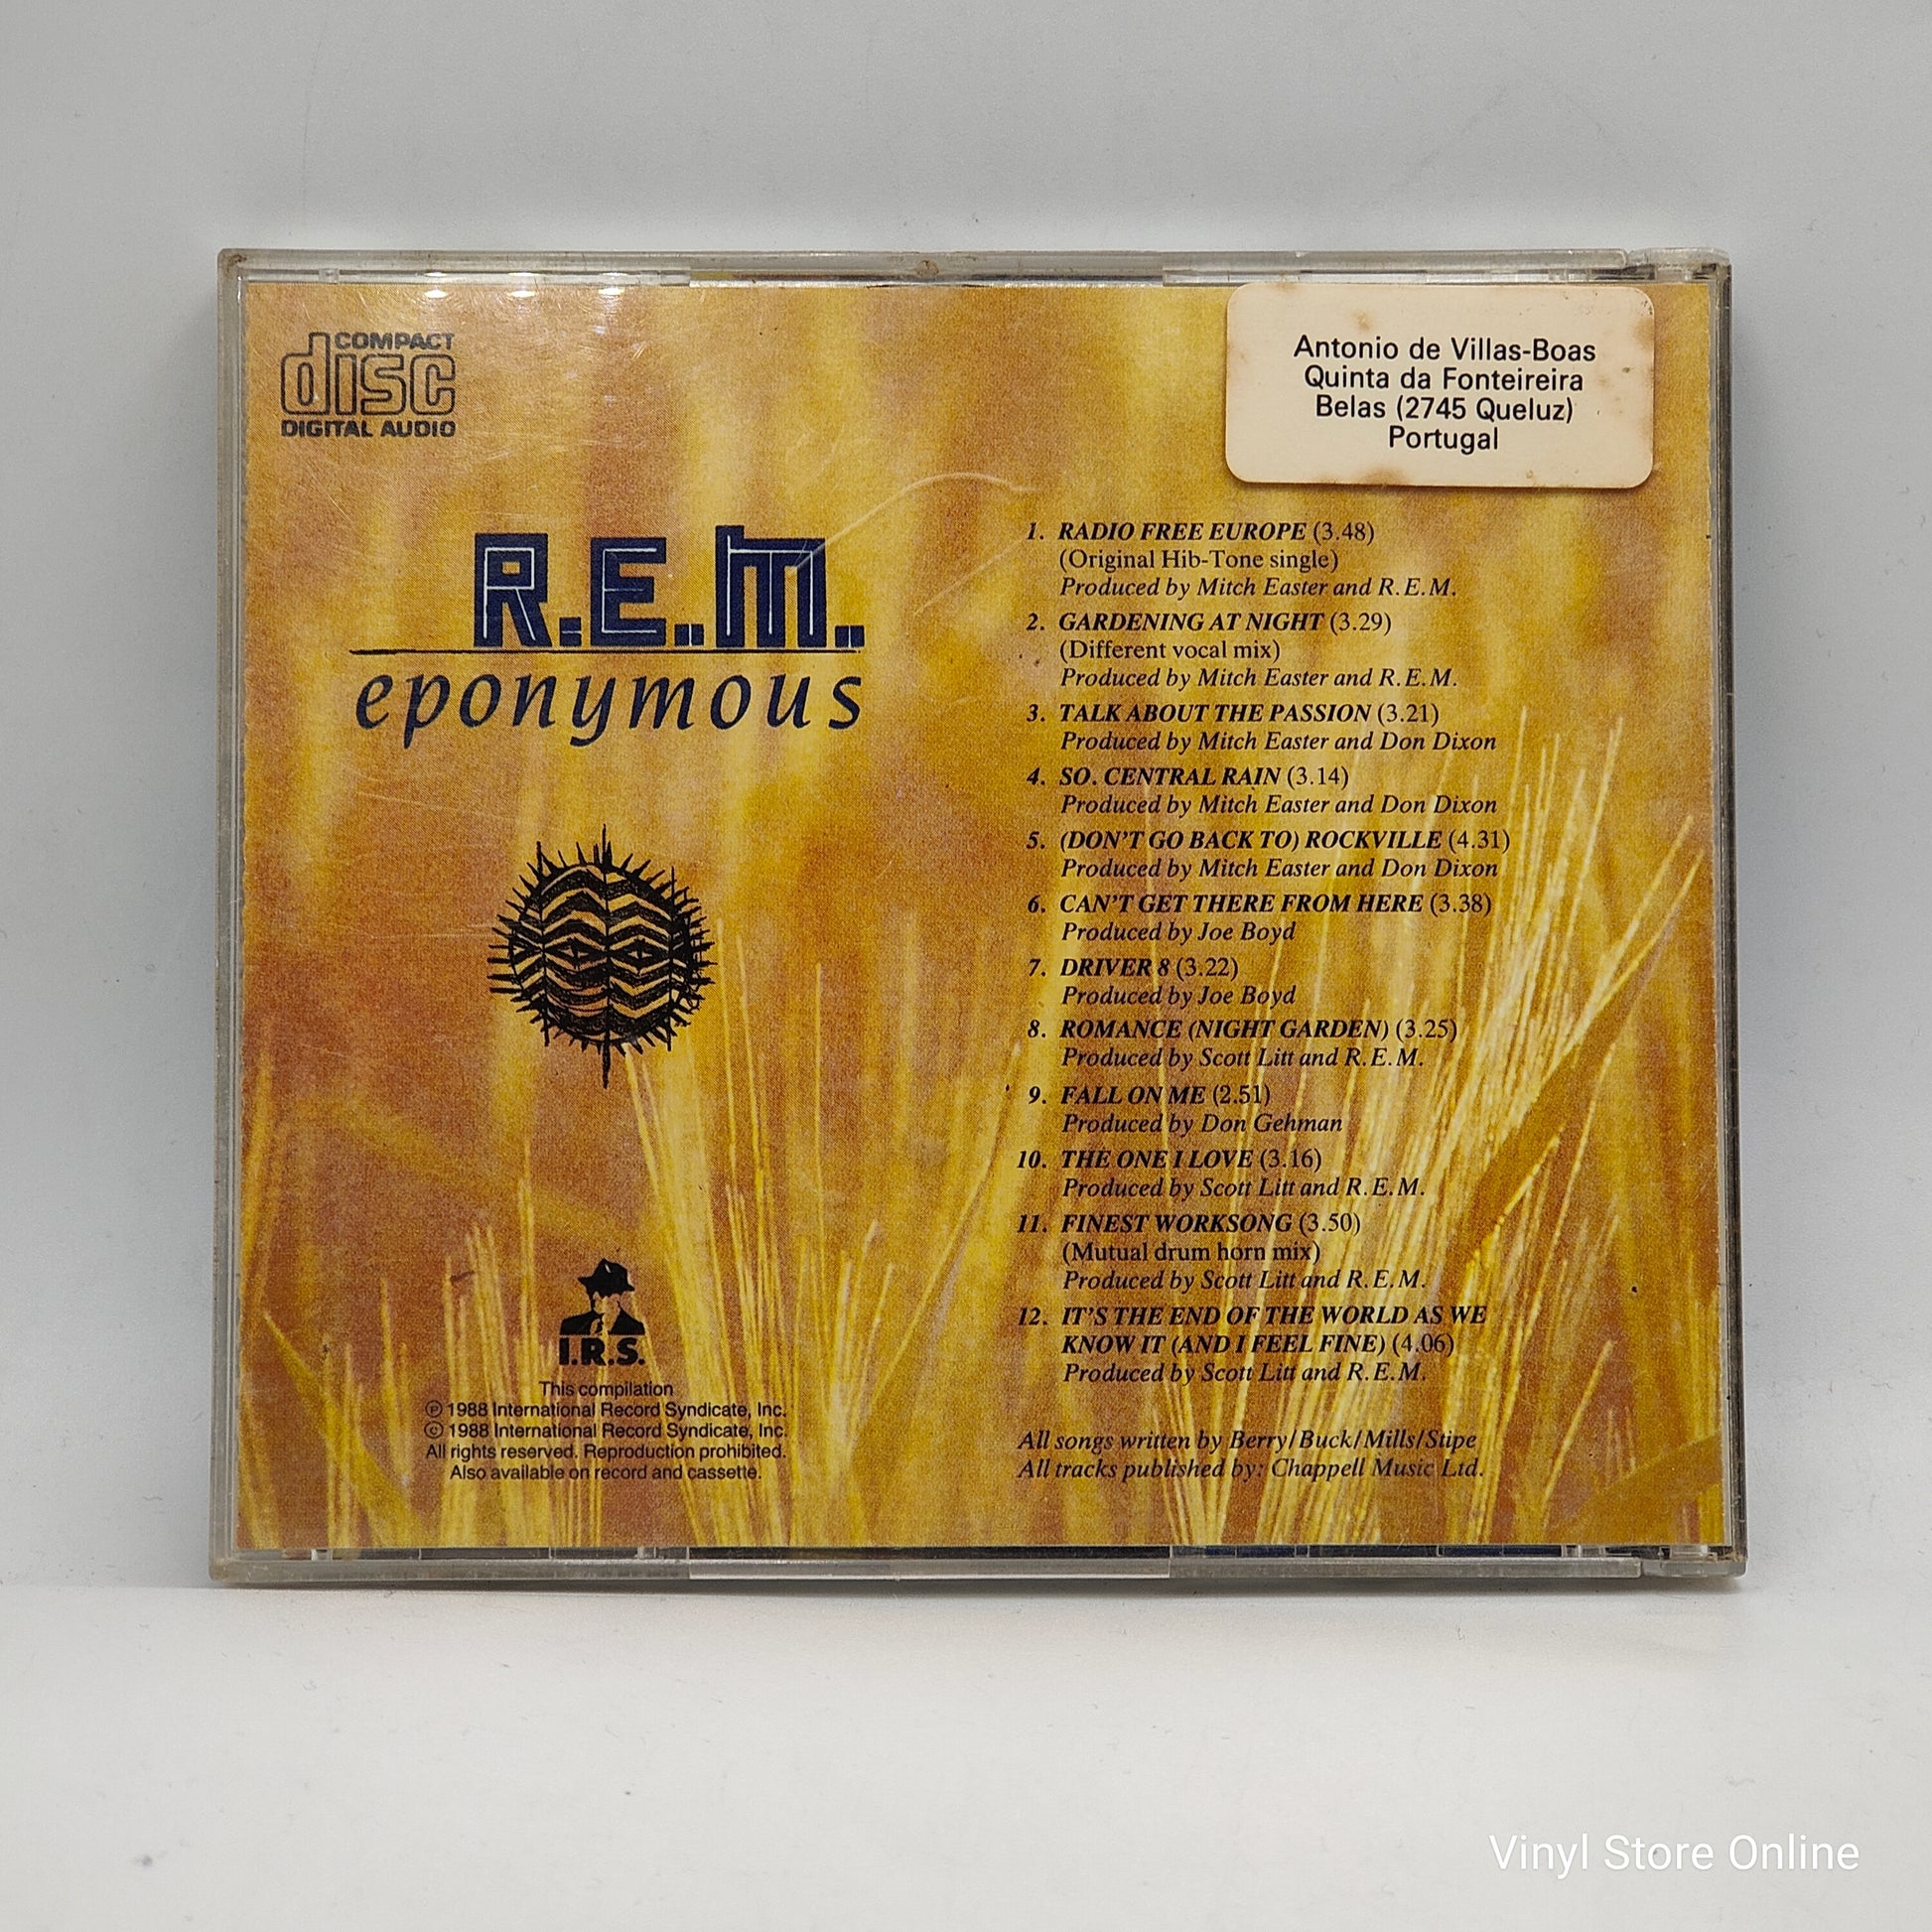 COMPACT
disc
DIGITAL AUDIO
Antonio de Villas-Boas
Quinta da Fonteireira
Belas (2745 Queluz)
Portugal
R.E.M.
eponymous
1. RADIO FREE EUROPE (3.48)
(Original Hib-Tone single)
Produced by Mitch Easter and R.E.M.
2. GARDENING AT NIGHT (3.29)
(Different vocal mix)
Produced by Mitch Easter and R.E.M.
3. TALK ABOUT THE PASSION (3.21)
Produced by Mitch Easter and Don Dixon
4. SO. CENTRAL RAIN (3.14)
Produced by Mitch Easter and Don Dixon
5. (DON'T GO BACK TO) ROCKVILLE (4.31)
Produced by Mitch Easter and Don Dixon
6. CAN'T GET THERE FROM HERE (3.38)
Produced by Joe Boyd
7. DRIVER 8 (3.22)
Produced by Joe Boyd
8. ROMANCE (NIGHT GARDEN) (3.25)
Produced by Scott Litt and R.E.M.
9. FALL ON ME (2.51)
Produced by Don Gehman
10. THE ONE I LOVE (3.16)
Produced by Scott Litt and R.E.M.
11. FINEST WORKSONG (3.50)
(Mutual drum horn mix)
Produced by Scott Litt and R.E.M.
12. IT'S THE END OF THE WORLD AS WE
KNOW IT (AND I FEEL FINE) (4.06)
Produced by Scott Litt and R.E.M.
All songs written by Berry/Buck/Mills/Stipe
All tracks published by: Chappell Music Ltd.
I.R.S.
This compilation
℗ 1988 International Record Syndicate, Inc.
© 1988 International Record Syndicate, Inc.
All rights reserved. Reproduction prohibited.
Also available on record and cassette.
Vinyl Store Online